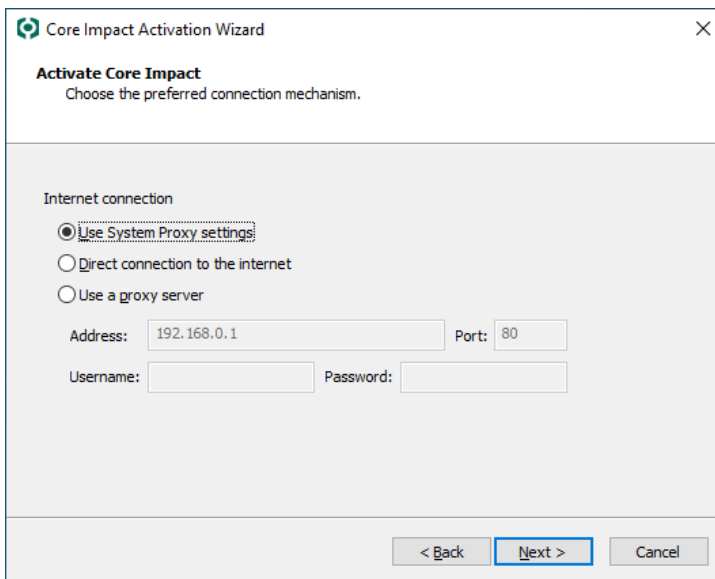 Core Impact Activation Wizard
Activate Core Impact
Choose the preferred connection mechanism.
Internet connection
Use System Proxy settings
Direct connection to the internet
Use a proxy server
Address: 192.168.0.1 Port: 80
Username: Password:
< Back Next > Cancel